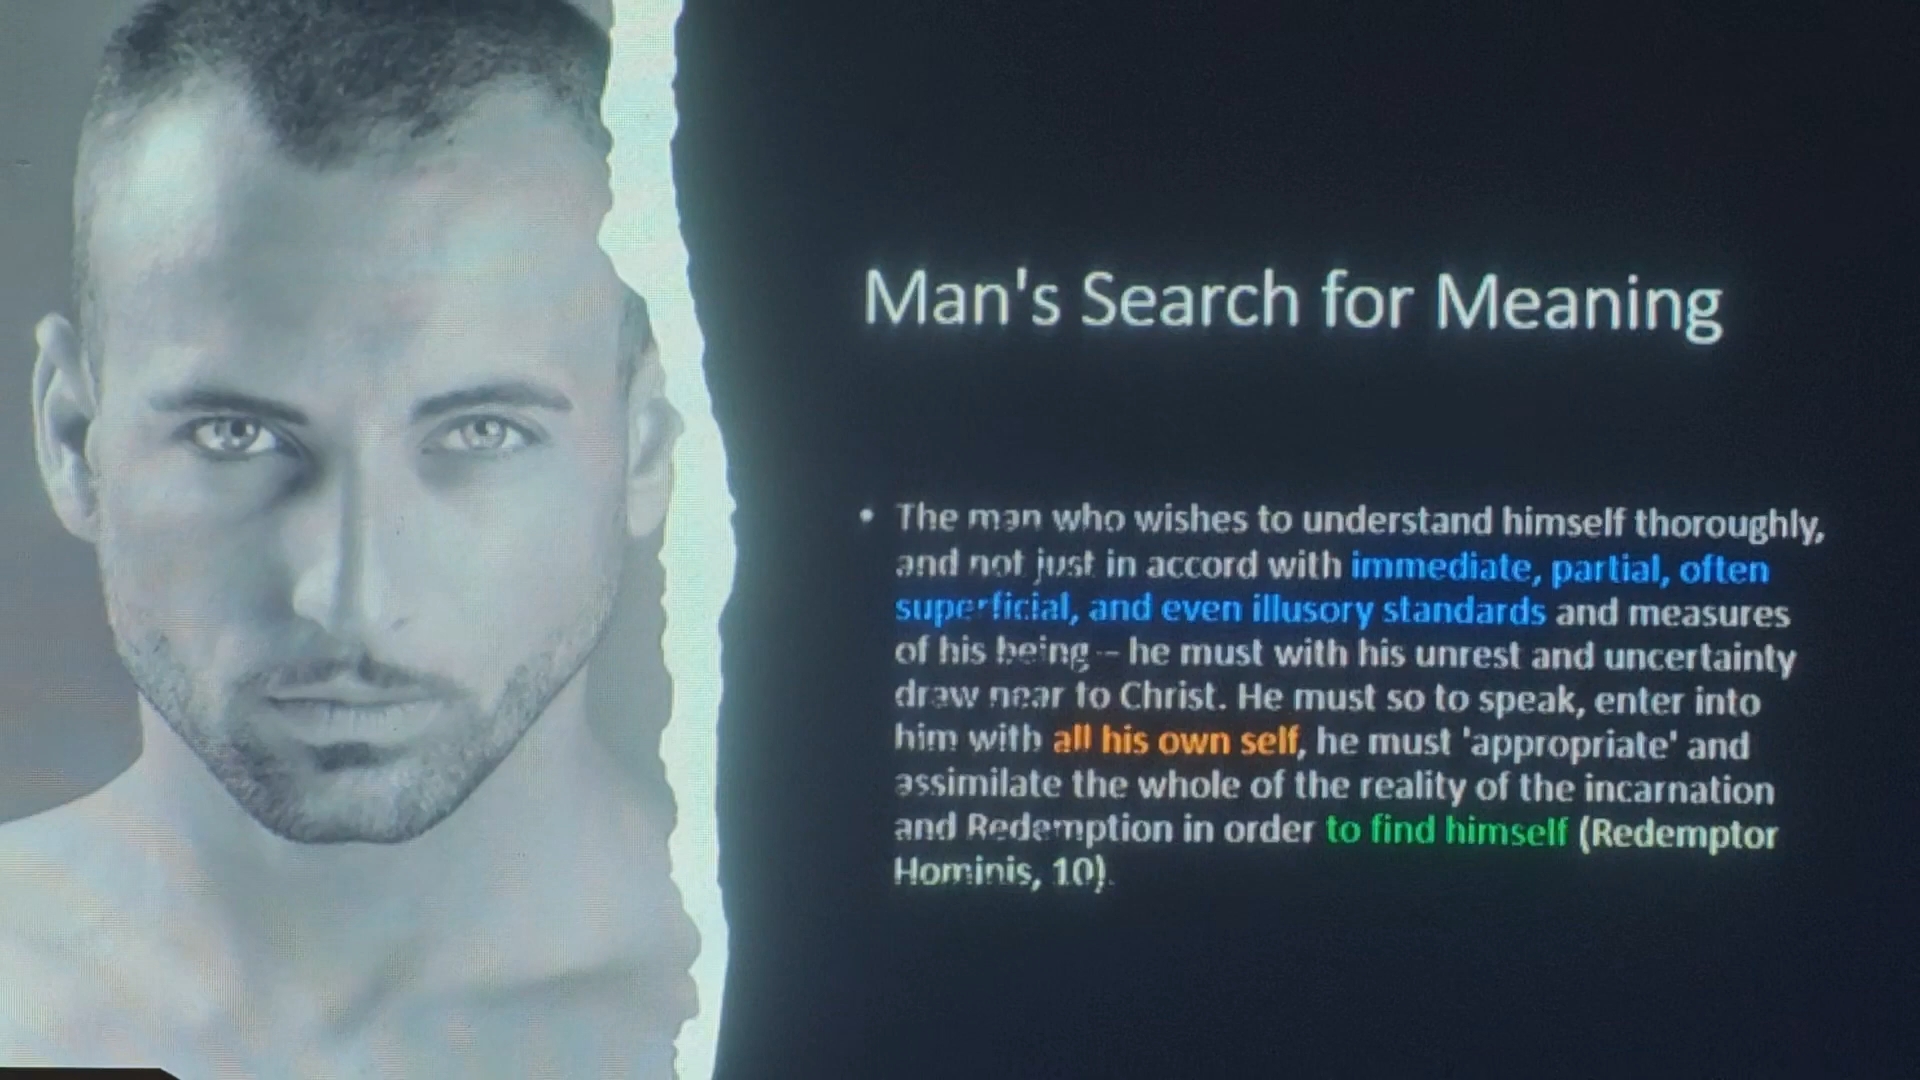 Man's Search for Meaning
• The man who wishes to understand himself thoroughly,
and not just in accord with immediate, partial, often
superficial, and even illusory standards and measures
of his being – he must with his unrest and uncertainty
draw near to Christ. He must so to speak, enter into
him with all his own self, he must 'appropriate' and
assimilate the whole of the reality of the incarnation
and Redemption in order to find himself (Redemptor
Hominis, 10).